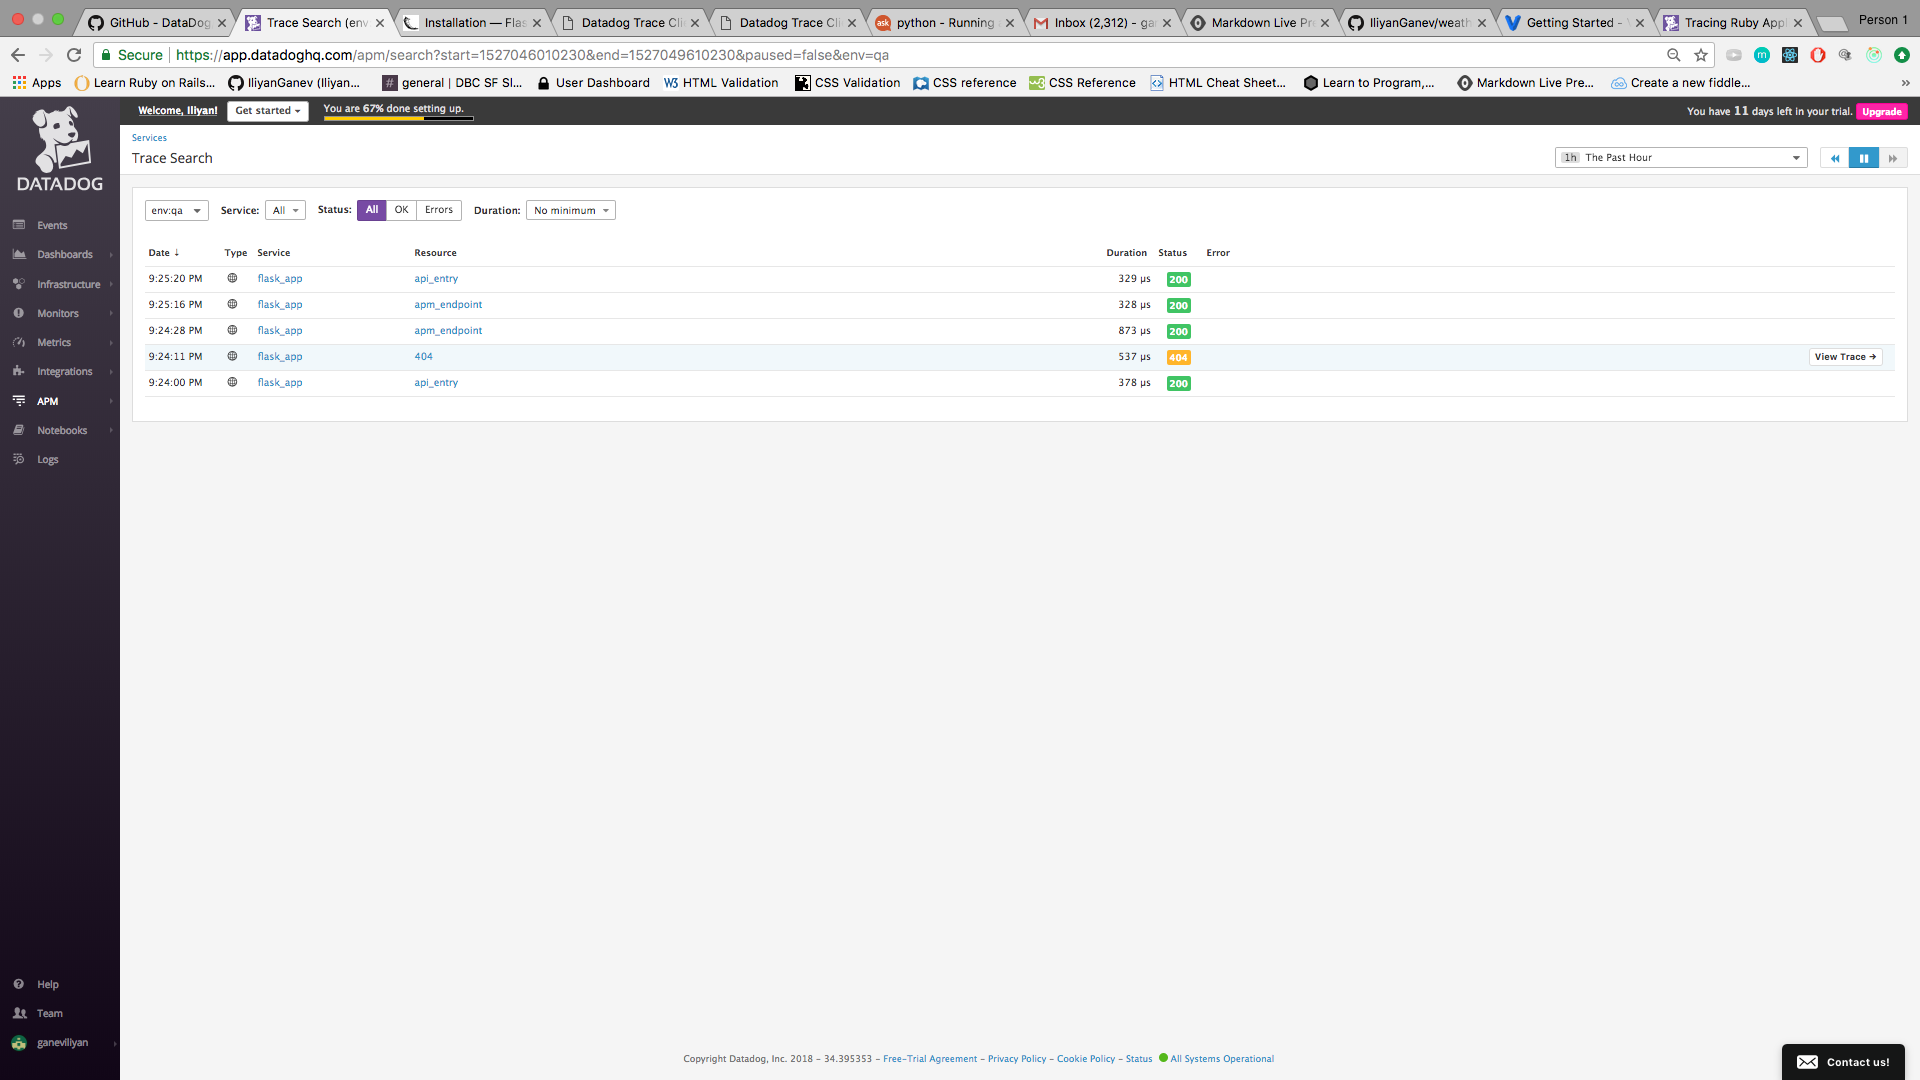 GitHub - DataDog
Trace Search (env
Installation — Flas
Datadog Trace Cli
Datadog Trace Cli
python - Running
Inbox (2,312) - ga
Markdown Live Pre
IliyanGanev/weath
Getting Started -
Tracing Ruby Appl
Person 1
Secure https://app.datadoghq.com/apm/search?start=1527046010230&end=1527049610230&paused=false&env=qa
Apps Learn Ruby on Rails... IliyanGanev (Iliyan... general | DBC SF Sl... User Dashboard HTML Validation CSS Validation CSS reference CSS Reference HTML Cheat Sheet... Learn to Program,... Markdown Live Pre... Create a new fiddle... »
Welcome, Iliyan! Get started You are 67% done setting up. You have 11 days left in your trial. Upgrade
DATADOG
Events
Dashboards
Infrastructure
Monitors
Metrics
Integrations
APM
Notebooks
Logs
Help
Team
ganeviliyan
Services
Trace Search
1h The Past Hour
env:qa Service: All Status: All OK Errors Duration: No minimum
Date ↓ Type Service Resource Duration Status Error
9:25:20 PM flask_app api_entry 329 µs 200
9:25:16 PM flask_app apm_endpoint 328 µs 200
9:24:28 PM flask_app apm_endpoint 873 µs 200
9:24:11 PM flask_app 404 537 µs 404 View Trace →
9:24:00 PM flask_app api_entry 378 µs 200
Copyright Datadog, Inc. 2018 - 34.395353 - Free-Trial Agreement - Privacy Policy - Cookie Policy - Status All Systems Operational
Contact us!